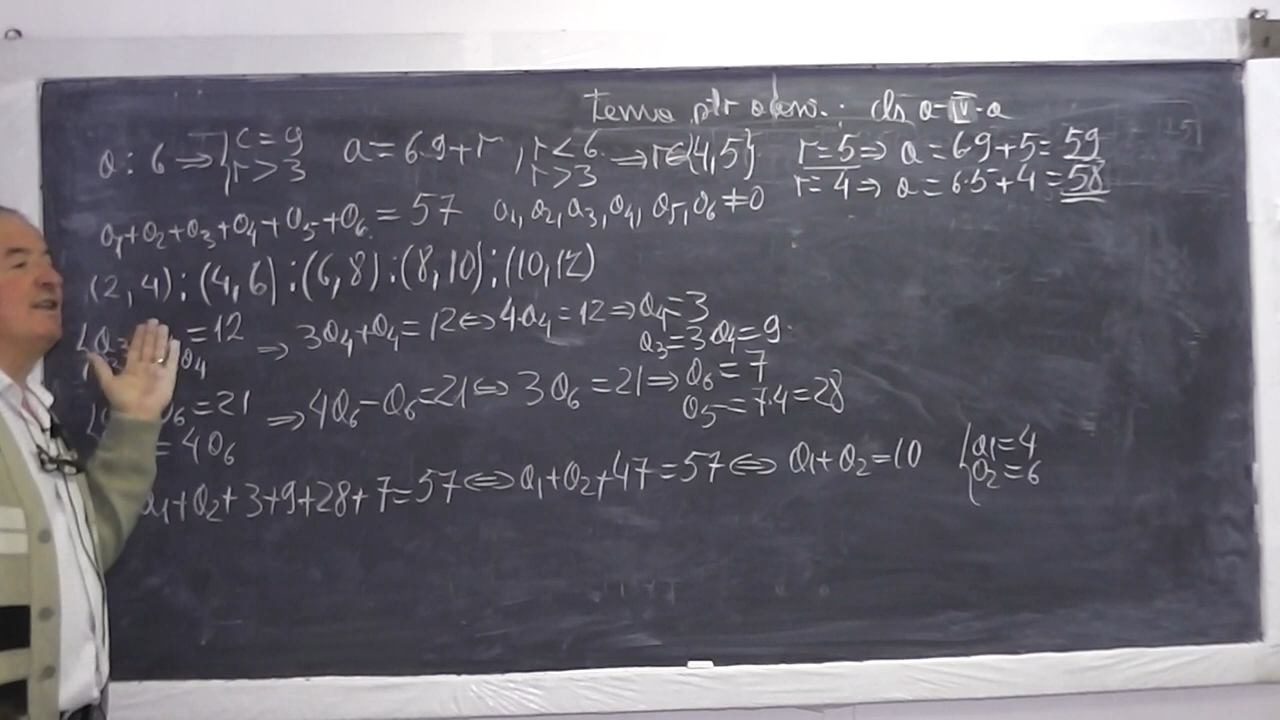 tema ptr elevi: cls a-IV-a
a : 6 ⇒ { c = 9
r > 3
a = 6·9 + r , r < 6
r > 3
⇒ r ∈ {4, 5}
r = 5 ⇒ a = 6·9 + 5 = 59
r = 4 ⇒ a = 6·5 + 4 = 58
a₁ + a₂ + a₃ + a₄ + a₅ + a₆ = 57 a₁, a₂, a₃, a₄, a₅, a₆ ≠ 0
(2, 4) ; (4, 6) ; (6, 8) ; (8, 10) ; (10, 12)
= 12 ⇒ 3a₄ + a₄ = 12 ⇔ 4·a₄ = 12 ⇒ a₄ = 3
a₄
a₃ = 3·a₄ = 9
= 21 ⇒ 4a₆ - a₆ = 21 ⇔ 3a₆ = 21 ⇒ a₆ = 7
= 4a₆
a₅ = 7·4 = 28
a₁ + a₂ + 3 + 9 + 28 + 7 = 57 ⇔ a₁ + a₂ + 47 = 57 ⇔ a₁ + a₂ = 10 { a1 = 4
a₂ = 6